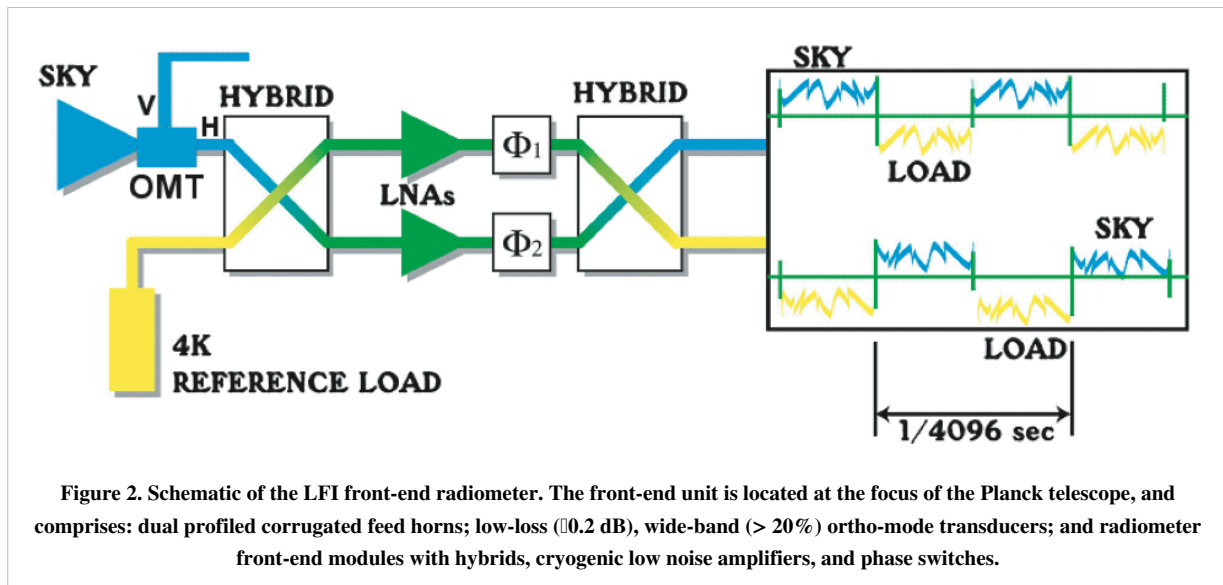 SKY
V
H
OMT
HYBRID
LNAs
Φ1
Φ2
HYBRID
4K
REFERENCE LOAD
SKY
LOAD
SKY
LOAD
1/4096 sec
Figure 2. Schematic of the LFI front-end radiometer. The front-end unit is located at the focus of the Planck telescope, and
comprises: dual profiled corrugated feed horns; low-loss (▯0.2 dB), wide-band (> 20%) ortho-mode transducers; and radiometer
front-end modules with hybrids, cryogenic low noise amplifiers, and phase switches.